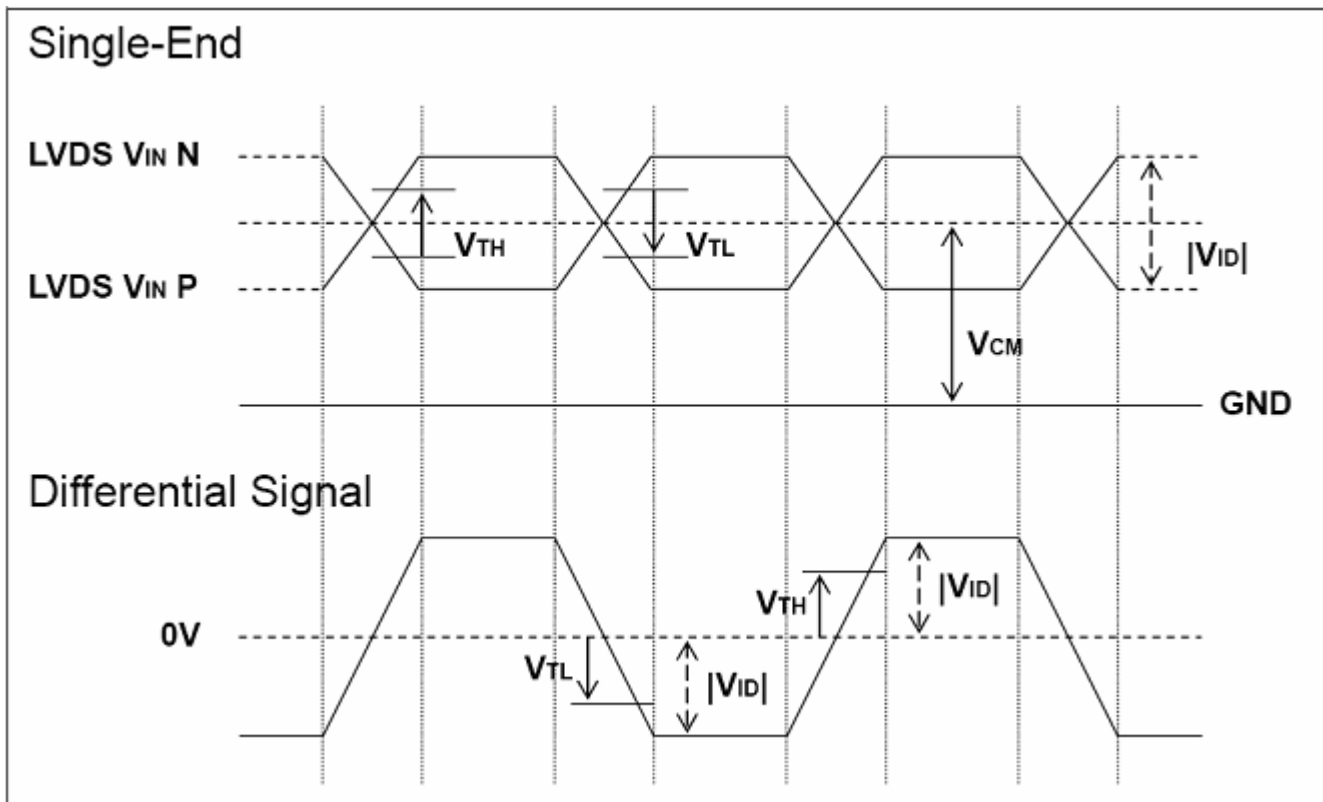 Single-End
LVDS VIN N
VTH
VTL
|VID|
LVDS VIN P
VCM
GND
Differential Signal
VTH
|VID|
0V
VTL
|VID|